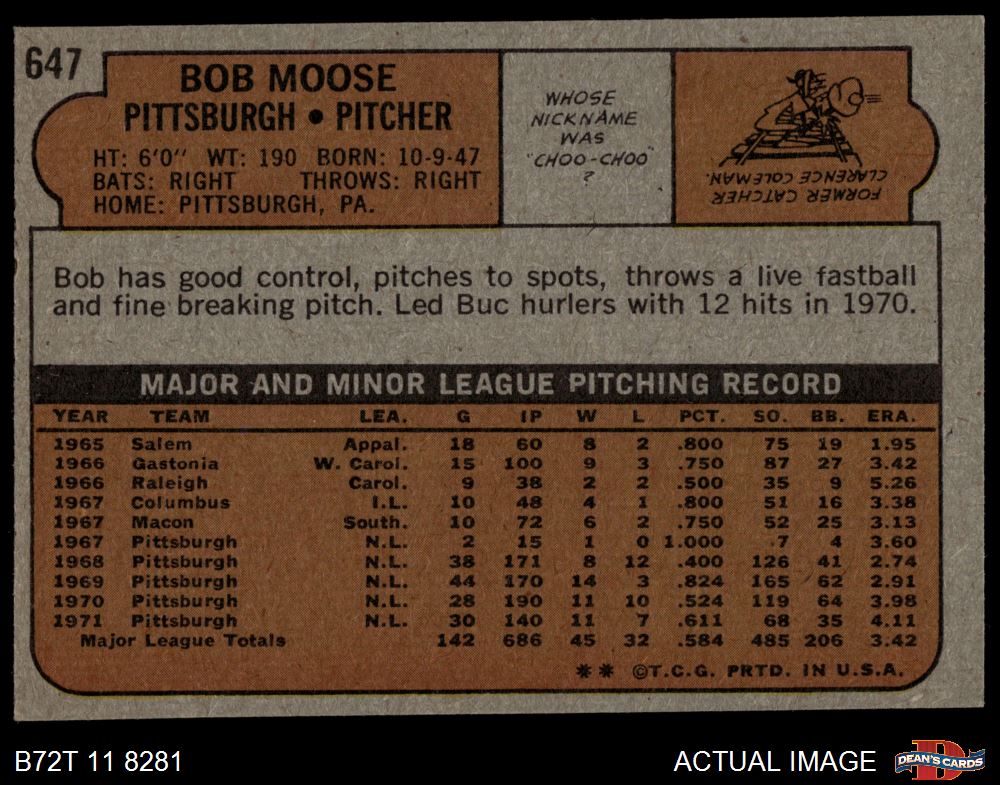 647
BOB MOOSE
PITTSBURGH • PITCHER
HT: 6'0" WT: 190 BORN: 10-9-47
BATS: RIGHT THROWS: RIGHT
HOME: PITTSBURGH, PA.
WHOSE
NICKNAME
WAS
"CHOO-CHOO"
?
FORMER CATCHER
CLARENCE COLEMAN.
Bob has good control, pitches to spots, throws a live fastball
and fine breaking pitch. Led Buc hurlers with 12 hits in 1970.
MAJOR AND MINOR LEAGUE PITCHING RECORD
YEAR TEAM LEA. G IP W L PCT. SO. BB. ERA.
1965 Salem Appal. 18 60 8 2 .800 75 19 1.95
1966 Gastonia W. Carol. 15 100 9 3 .750 87 27 3.42
1966 Raleigh Carol. 9 38 2 2 .500 35 9 5.26
1967 Columbus I.L. 10 48 4 1 .800 51 16 3.38
1967 Macon South. 10 72 6 2 .750 52 25 3.13
1967 Pittsburgh N.L. 2 15 1 0 1.000 7 4 3.60
1968 Pittsburgh N.L. 38 171 8 12 .400 126 41 2.74
1969 Pittsburgh N.L. 44 170 14 3 .824 165 62 2.91
1970 Pittsburgh N.L. 28 190 11 10 .524 119 64 3.98
1971 Pittsburgh N.L. 30 140 11 7 .611 68 35 4.11
Major League Totals 142 686 45 32 .584 485 206 3.42
** ©T.C.G. PRTD. IN U.S.A.
B72T 11 8281
ACTUAL IMAGE
D
DEAN'S CARDS